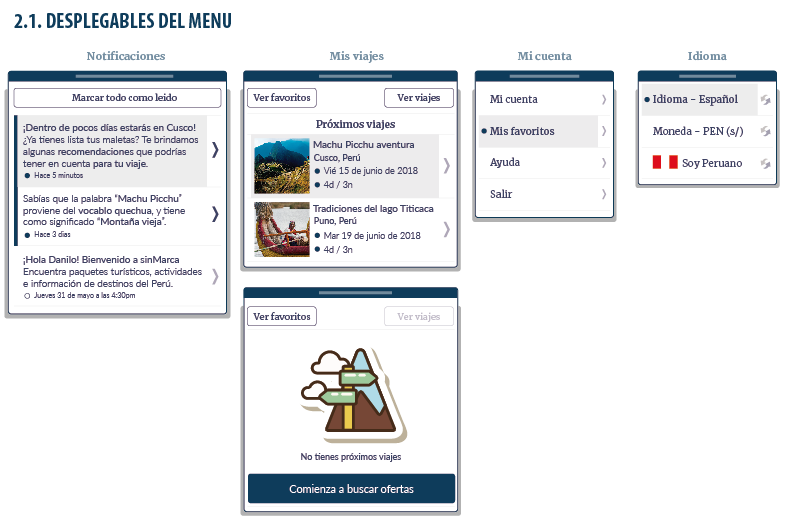 2.1. DESPLEGABLES DEL MENU
Notificaciones
Marcar todo como leido
¡Dentro de pocos días estarás en Cusco!
¿Ya tienes lista tus maletas? Te brindamos
algunas recomendaciones que podrías
tener en cuenta para tu viaje.
Hace 5 minutos
Sabías que la palabra “Machu Picchu”
proviene del vocablo quechua, y tiene
como significado “Montaña vieja”.
Hace 3 días
¡Hola Danilo! Bienvenido a sinMarca
Encuentra paquetes turísticos, actividades
e información de destinos del Perú.
Jueves 31 de mayo a las 4:30pm
Mis viajes
Ver favoritos
Ver viajes
Próximos viajes
Machu Picchu aventura
Cusco, Perú
Vié 15 de junio de 2018
4d / 3n
Tradiciones del lago Titicaca
Puno, Perú
Mar 19 de junio de 2018
4d / 3n
Ver favoritos
Ver viajes
No tienes próximos viajes
Comienza a buscar ofertas
Mi cuenta
Mi cuenta
Mis favoritos
Ayuda
Salir
Idioma
Idioma - Español
Moneda - PEN (s/)
Soy Peruano